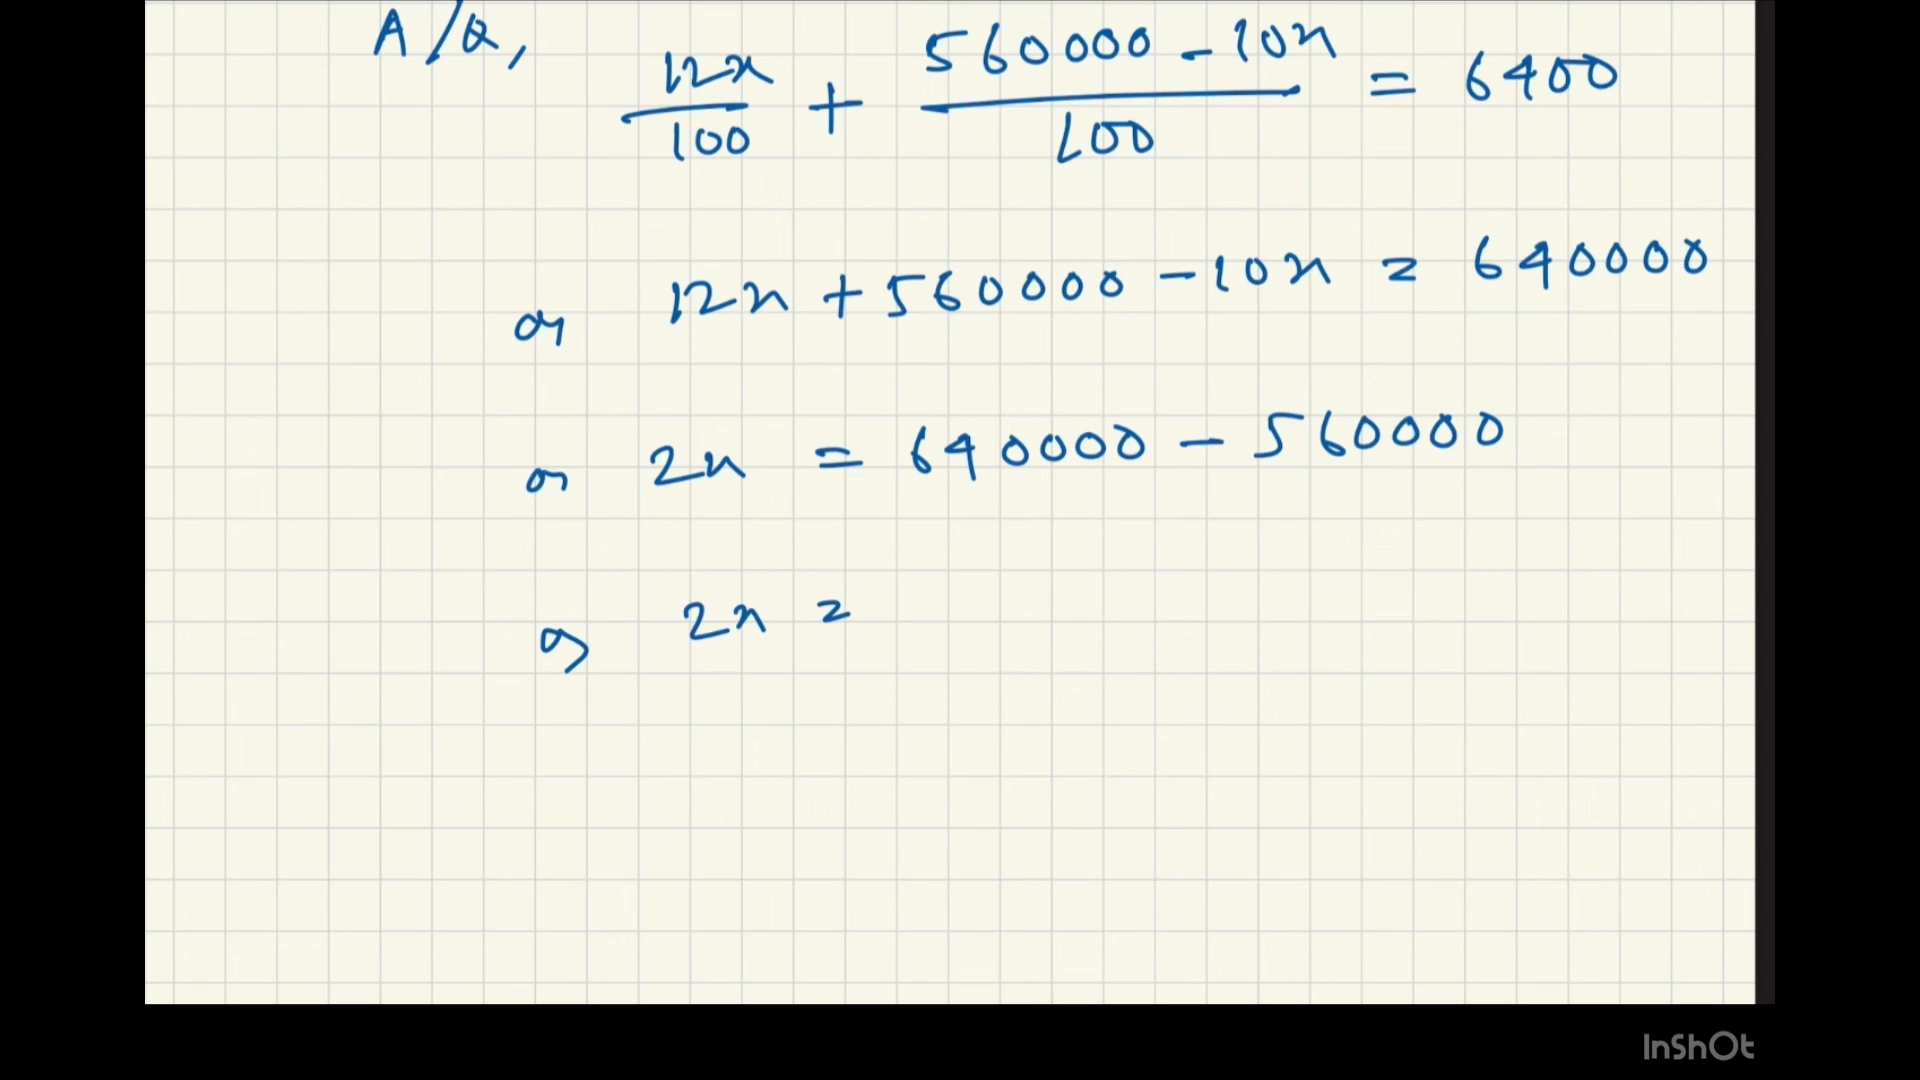 A/Q,
12x/100 + 560000 - 10x/100 = 6400
or 12x + 560000 - 10x = 640000
or 2x = 640000 - 560000
or 2x =
InShOt